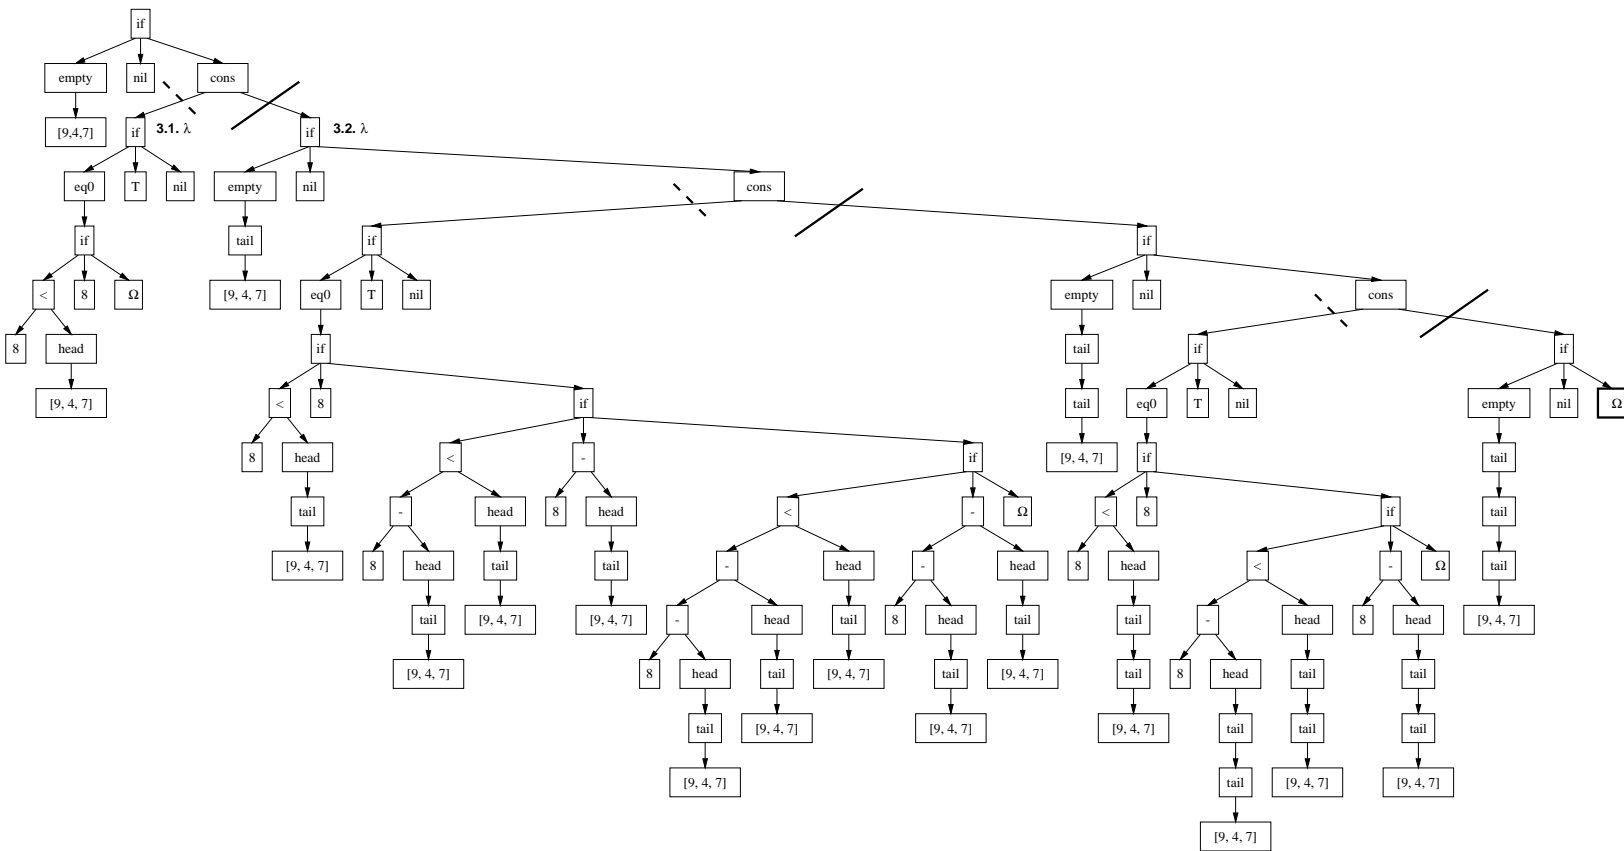 if
empty nil cons
[9,4,7] if 3.1. λ if 3.2. λ
eq0 T nil empty nil cons
if tail if if
< 8 Ω [9, 4, 7] eq0 T nil empty nil cons
8 head if tail if if
[9, 4, 7] < 8 if tail eq0 T nil empty nil Ω
8 head < - if [9, 4, 7] if tail
tail - head 8 head < - Ω < 8 if tail
[9, 4, 7] 8 head tail tail - head - head 8 head < - Ω tail
tail [9, 4, 7] [9, 4, 7] - head tail 8 head tail tail - head 8 head [9, 4, 7]
[9, 4, 7] 8 head tail [9, 4, 7] tail [9, 4, 7] tail 8 head tail tail
tail [9, 4, 7] [9, 4, 7] [9, 4, 7] tail tail tail
[9, 4, 7] tail [9, 4, 7] [9, 4, 7]
[9, 4, 7]